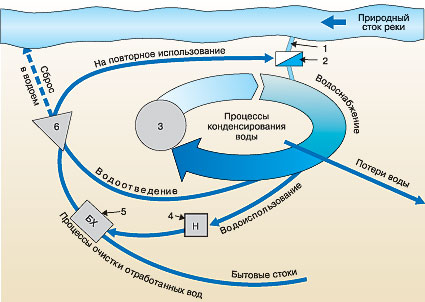 Природный
сток реки
На повторное использование
1
2
Сброс
в водоем
Водоснабжение
6
3
Процессы
конденсирования
воды
Потери воды
Водоотведение
Водоиспользование
5
4
БХ
Н
Процессы очистки отработанных вод
Бытовые стоки